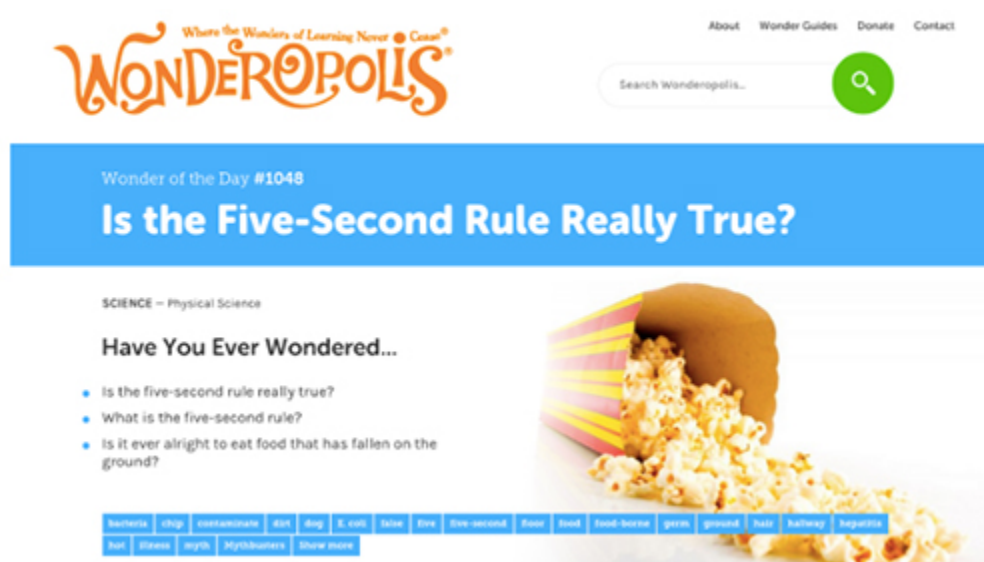 Where the Wonders of Learning Never Cease®
WONDEROPOLIS®
About Wonder Guides Donate Contact
Search Wonderopolis...
Wonder of the Day #1048
Is the Five-Second Rule Really True?
SCIENCE — Physical Science
Have You Ever Wondered...
Is the five-second rule really true?
What is the five-second rule?
Is it ever alright to eat food that has fallen on the
ground?
bacteria chip contaminate dirt dog E. coli false five five-second floor food food-borne germ ground hair hallway hepatitis
hot illness myth Mythbusters Show more